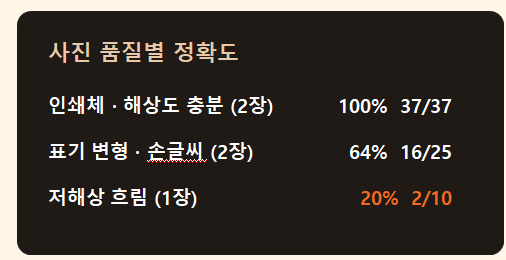 사진 품질별 정확도
인쇄체 · 해상도 충분 (2장) 100% 37/37
표기 변형 · 손글씨 (2장) 64% 16/25
저해상 흐림 (1장) 20% 2/10